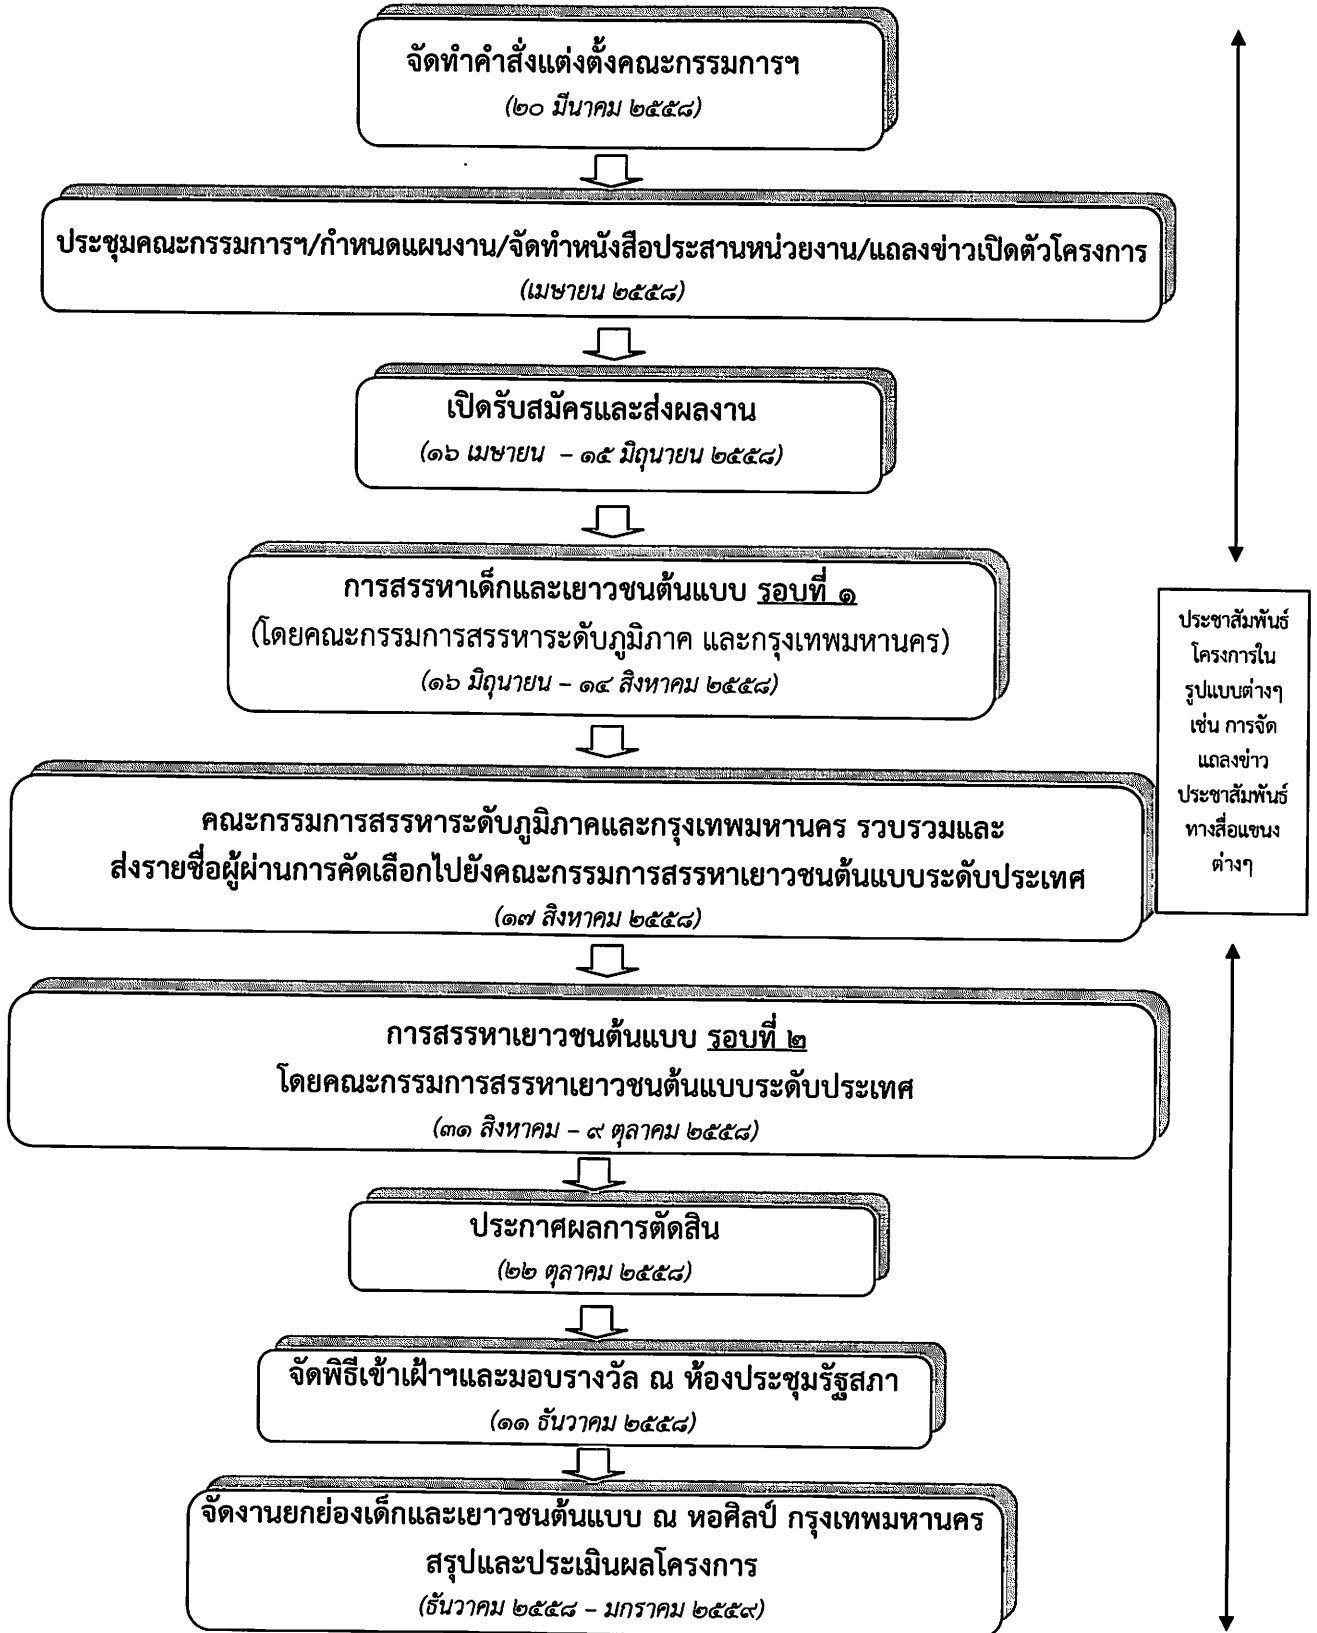 จัดทำคำสั่งแต่งตั้งคณะกรรมการฯ
(๒๐ มีนาคม ๒๕๕๘)
ประชุมคณะกรรมการฯ/กำหนดแผนงาน/จัดทำหนังสือประสานหน่วยงาน/แถลงข่าวเปิดตัวโครงการ
(เมษายน ๒๕๕๘)
เปิดรับสมัครและส่งผลงาน
(๑๖ เมษายน – ๑๕ มิถุนายน ๒๕๕๘)
การสรรหาเด็กและเยาวชนต้นแบบ รอบที่ ๑
(โดยคณะกรรมการสรรหาระดับภูมิภาค และกรุงเทพมหานคร)
(๑๖ มิถุนายน – ๑๔ สิงหาคม ๒๕๕๘)
ประชาสัมพันธ์
โครงการใน
รูปแบบต่างๆ
เช่น การจัด
แถลงข่าว
ประชาสัมพันธ์
ทางสื่อแขนง
ต่างๆ
คณะกรรมการสรรหาระดับภูมิภาคและกรุงเทพมหานคร รวบรวมและ
ส่งรายชื่อผู้ผ่านการคัดเลือกไปยังคณะกรรมการสรรหาเยาวชนต้นแบบระดับประเทศ
(๑๗ สิงหาคม ๒๕๕๘)
การสรรหาเยาวชนต้นแบบ รอบที่ ๒
โดยคณะกรรมการสรรหาเยาวชนต้นแบบระดับประเทศ
(๓๑ สิงหาคม – ๙ ตุลาคม ๒๕๕๘)
ประกาศผลการตัดสิน
(๒๒ ตุลาคม ๒๕๕๘)
จัดพิธีเข้าเฝ้าฯและมอบรางวัล ณ ห้องประชุมรัฐสภา
(๑๑ ธันวาคม ๒๕๕๘)
จัดงานยกย่องเด็กและเยาวชนต้นแบบ ณ หอศิลป์ กรุงเทพมหานคร
สรุปและประเมินผลโครงการ
(ธันวาคม ๒๕๕๘ – มกราคม ๒๕๕๙)